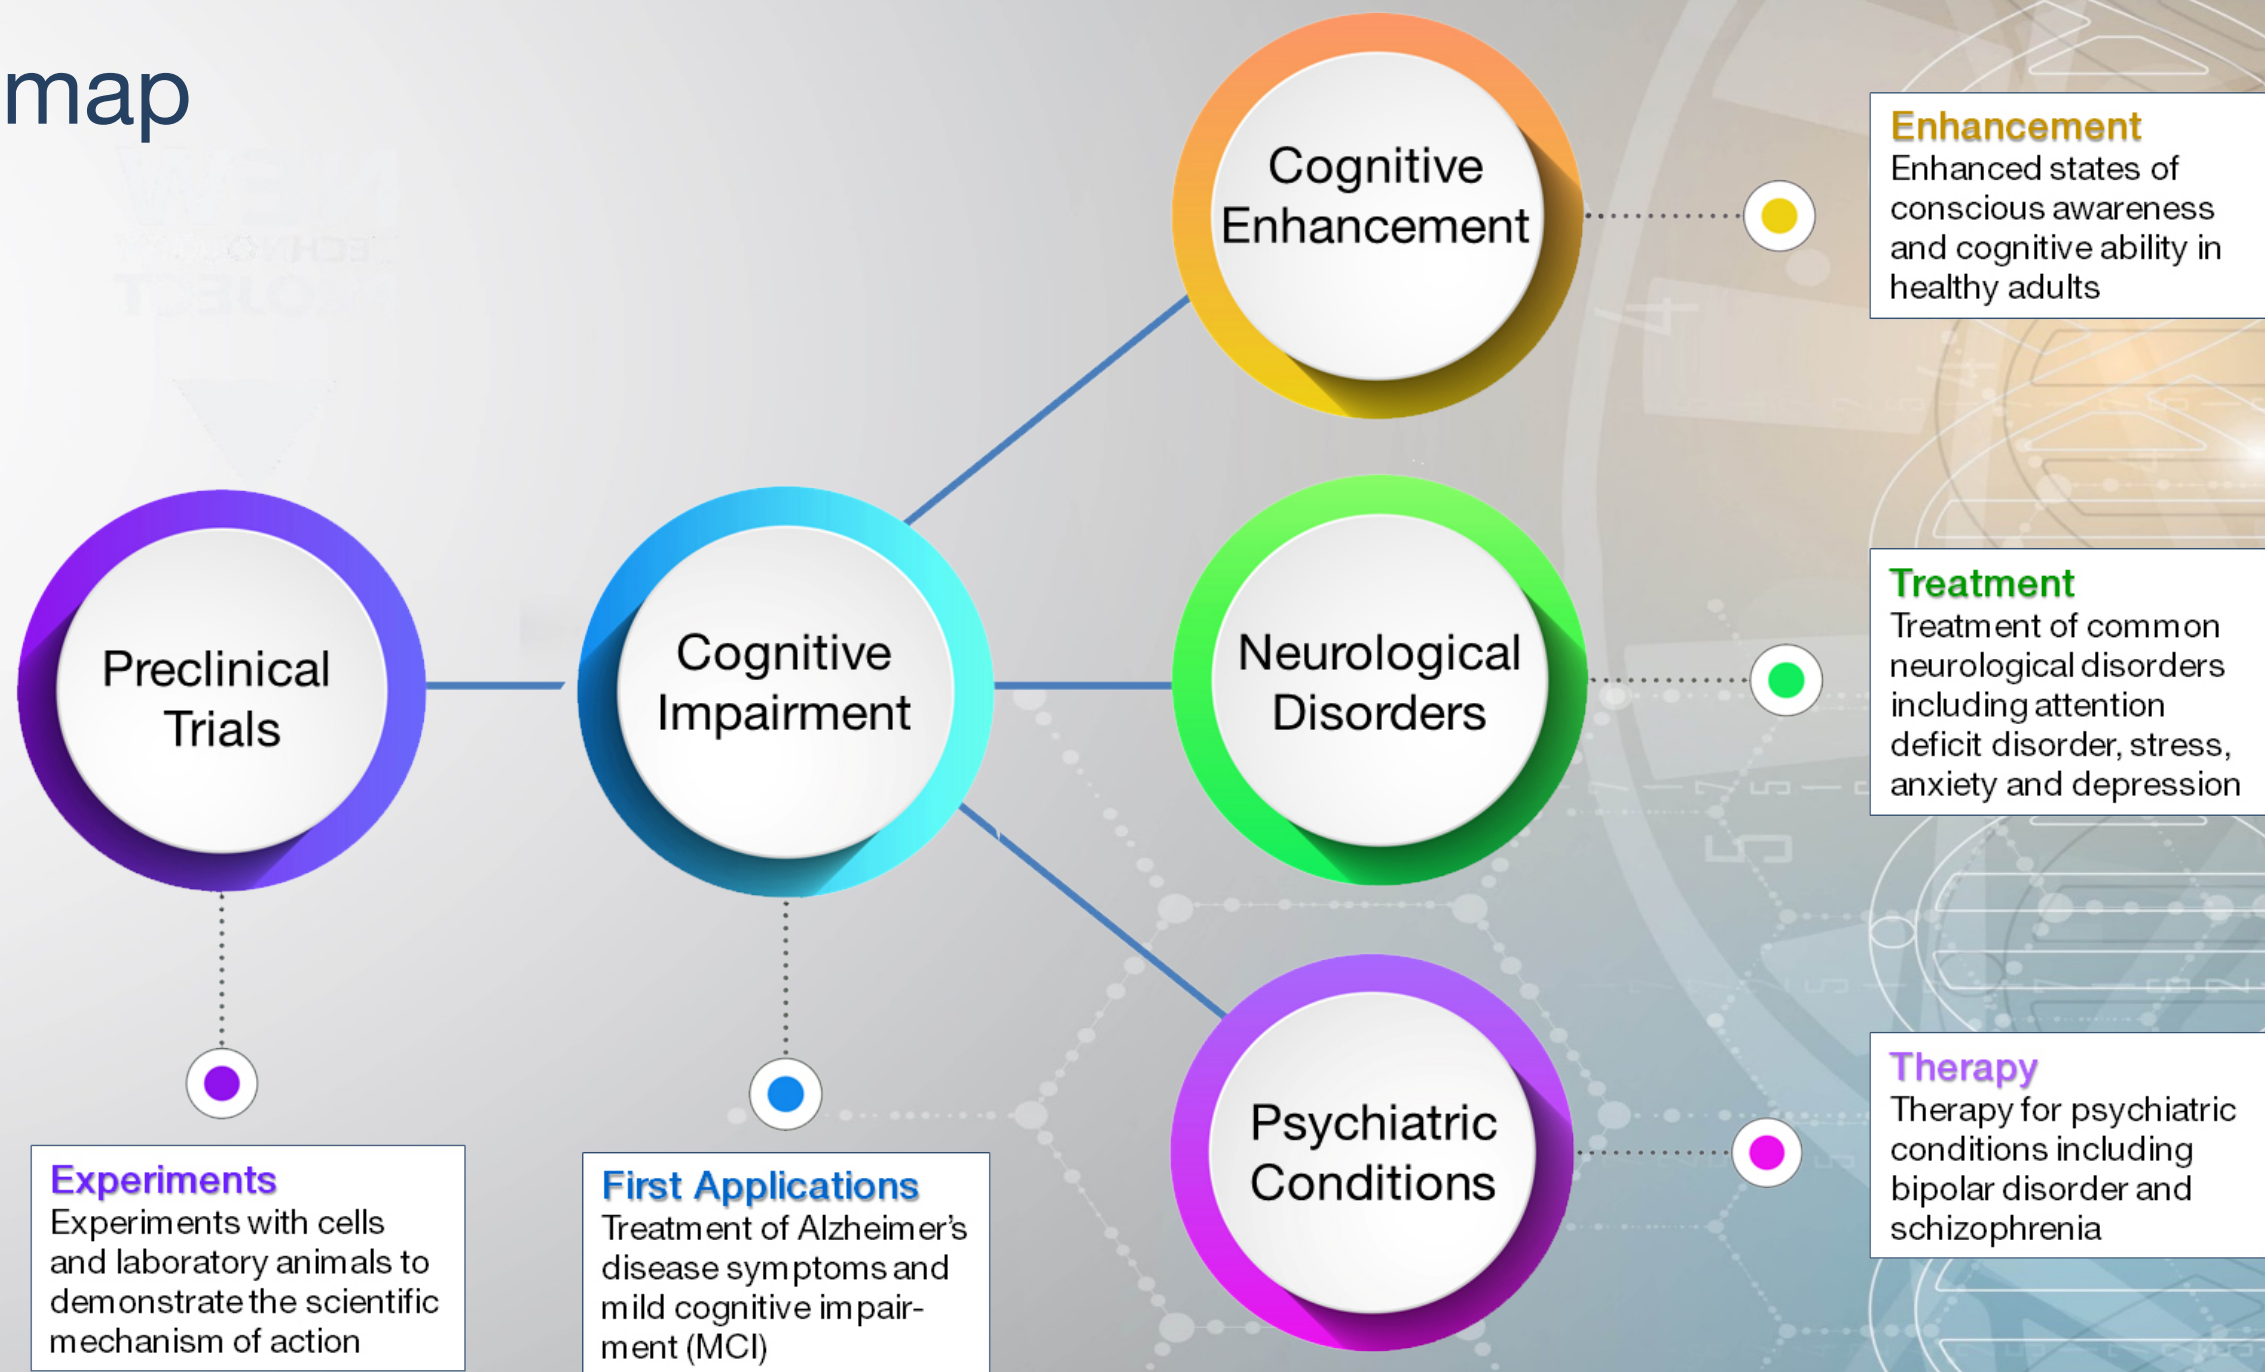 map
Cognitive
Enhancement
Enhancement
Enhanced states of
conscious awareness
and cognitive ability in
healthy adults
Preclinical
Trials
Cognitive
Impairment
Neurological
Disorders
Treatment
Treatment of common
neurological disorders
including attention
deficit disorder, stress,
anxiety and depression
Psychiatric
Conditions
Therapy
Therapy for psychiatric
conditions including
bipolar disorder and
schizophrenia
Experiments
Experiments with cells
and laboratory animals to
demonstrate the scientific
mechanism of action
First Applications
Treatment of Alzheimer’s
disease symptoms and
mild cognitive impair-
ment (MCI)